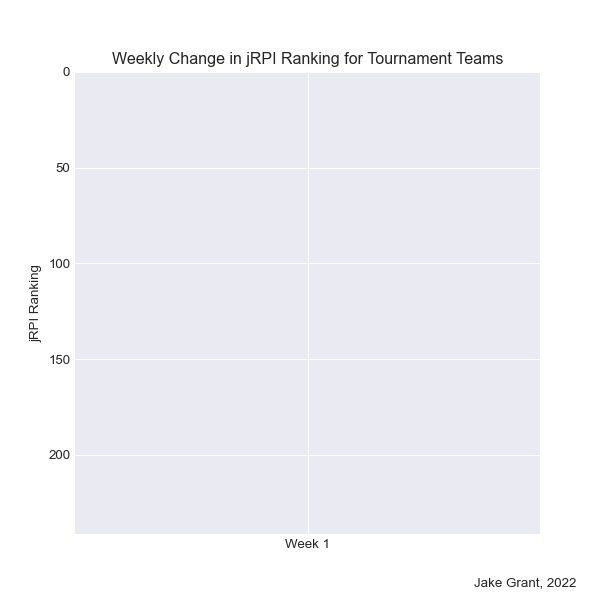 Weekly Change in jRPI Ranking for Tournament Teams
0
50
100
150
200
jRPI Ranking
Week 1
Jake Grant, 2022